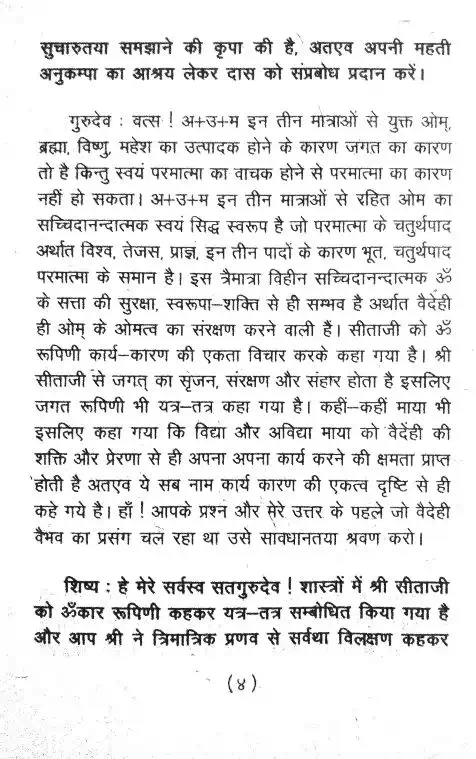 सुचारुतया समझाने की कृपा की है, अतएव अपनी महती
अनुकम्पा का आश्रय लेकर दास को संप्रबोध प्रदान करें।
गुरुदेव : वत्स ! अ+उ+म इन तीन मात्राओं से युक्त ओम्,
ब्रह्मा, विष्णु, महेश का उत्पादक होने के कारण जगत का कारण
तो है किन्तु स्वयं परमात्मा का वाचक होने से परमात्मा का कारण
नहीं हो सकता। अ+उ+म इन तीन मात्राओं से रहित ओम का
सच्चिदानन्दात्मक स्वयं सिद्ध स्वरूप है जो परमात्मा के चतुर्थपाद
अर्थात विश्व, तेजस, प्राज्ञ, इन तीन पादों के कारण भूत, चतुर्थपाद
परमात्मा के समान है। इस त्रैमात्रा विहीन सच्चिदानन्दात्मक ॐ
के सत्ता की सुरक्षा, स्वरूपा–शक्ति से ही सम्भव है अर्थात वैदेही
ही ओम् के ओमत्व का संरक्षण करने वाली हैं। सीताजी को ॐ
रूपिणी कार्य–कारण की एकता विचार करके कहा गया है। श्री
सीताजी से जगत् का सृजन, संरक्षण और संहार होता है इसलिए
जगत रूपिणी भी यत्र–तत्र कहा गया है। कहीं–कहीं माया भी
इसलिए कहा गया कि विद्या और अविद्या माया को वैदेही की
शक्ति और प्रेरणा से ही अपना अपना कार्य करने की क्षमता प्राप्त
होती है अतएव ये सब नाम कार्य कारण की एकत्व दृष्टि से ही
कहे गये है। हाँ ! आपके प्रश्न और मेरे उत्तर के पहले जो वैदेही
वैभव का प्रसंग चल रहा था उसे सावधानतया श्रवण करो।
शिष्य : हे मेरे सर्वस्व सतगुरुदेव ! शास्त्रों में श्री सीताजी
को ॐकार रूपिणी कहकर यत्र–तत्र सम्बोधित किया गया है
और आप श्री ने त्रिमात्रिक प्रणव से सर्वथा विलक्षण कहकर
(४)